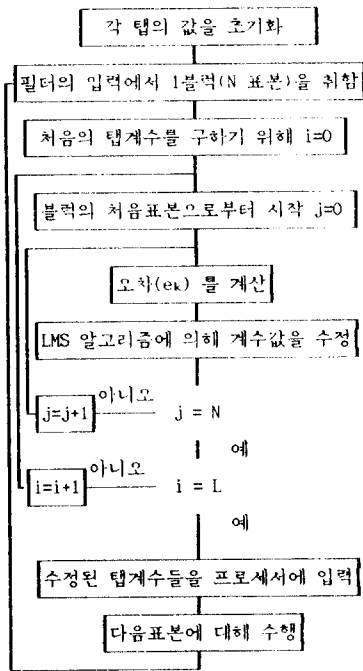 각 탭의 값을 초기화
필터의 입력에서 1블럭(N 표본)을 취함
처음의 탭계수를 구하기 위해 i=0
블럭의 처음표본으로부터 시작 j=0
오차(ek) 를 계산
LMS 알고리즘에 의해 계수값을 수정
j=j+1 아니오 j = N
예
i=i+1 아니오 i = L
예
수정된 탭계수들을 프로세서에 입력
다음표본에 대해 수행